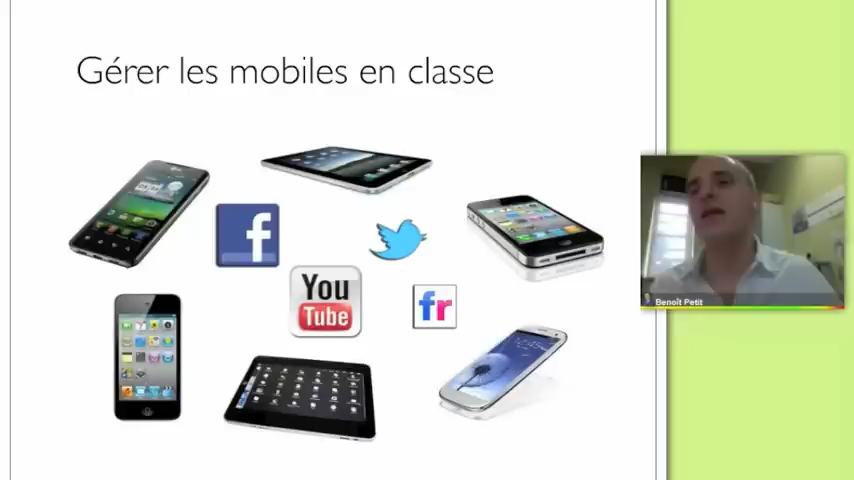 Gérer les mobiles en classe
f
You
Tube
fr
Benoît Petit